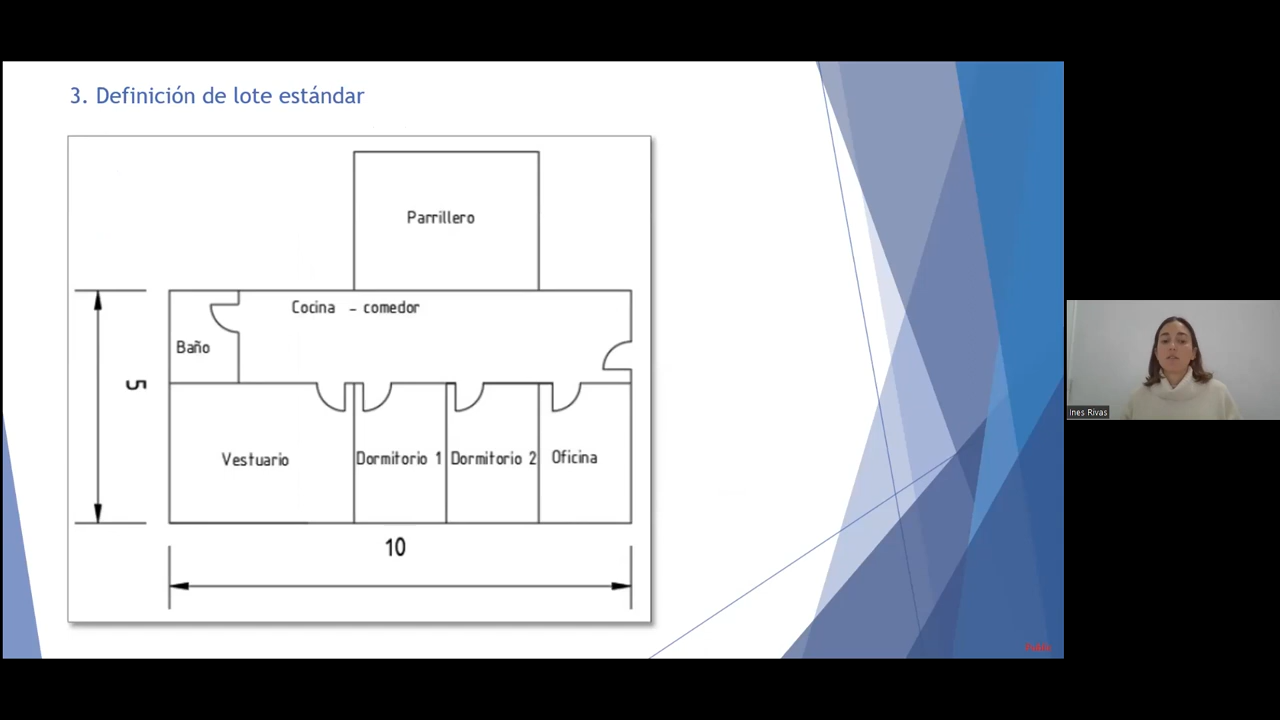 3. Definición de lote estándar
Parrillero
Cocina - comedor
Baño
5
Vestuario
Dormitorio 1
Dormitorio 2
Oficina
10
Ines Rivas